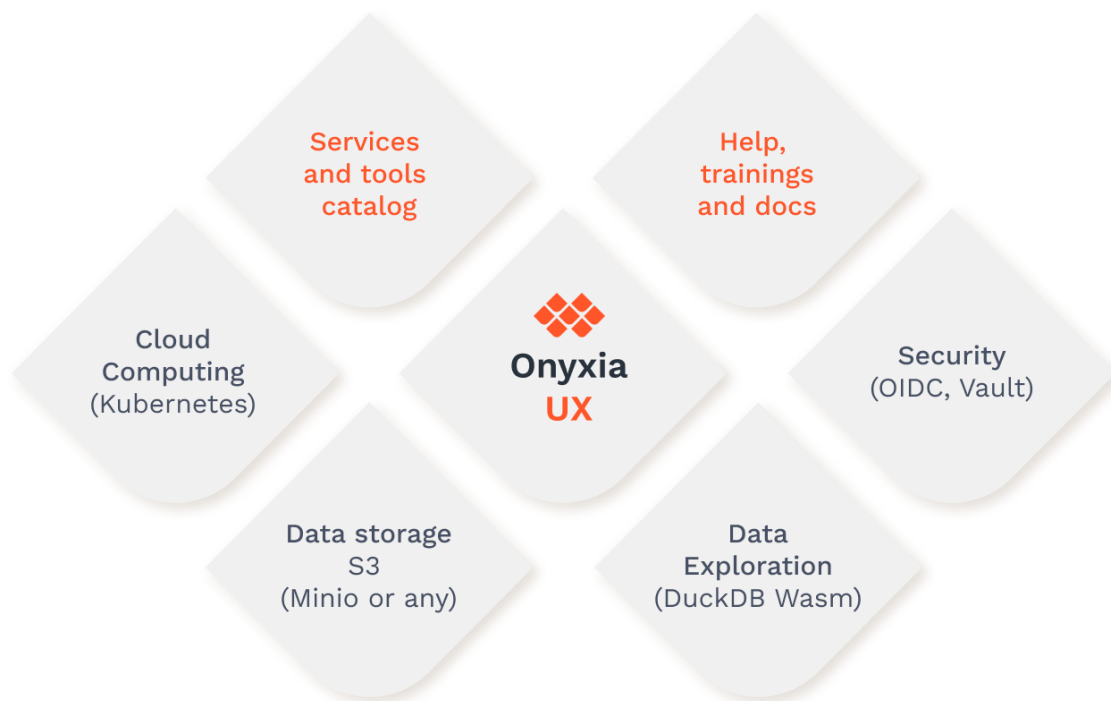 Services
and tools
catalog
Help,
trainings
and docs
Cloud
Computing
(Kubernetes)
Onyxia
UX
Security
(OIDC, Vault)
Data storage
S3
(Minio or any)
Data
Exploration
(DuckDB Wasm)